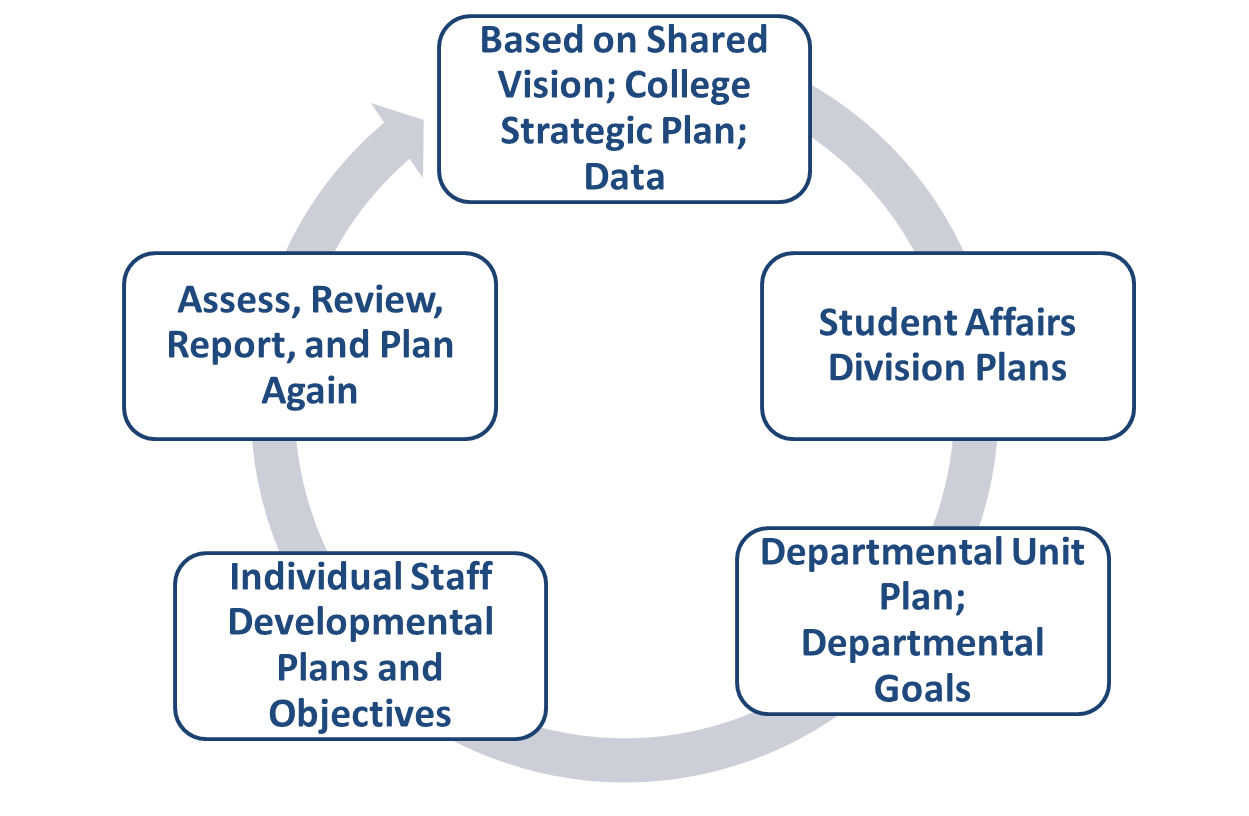 Based on Shared
Vision; College
Strategic Plan;
Data
Student Affairs
Division Plans
Departmental Unit
Plan;
Departmental
Goals
Individual Staff
Developmental
Plans and
Objectives
Assess, Review,
Report, and Plan
Again